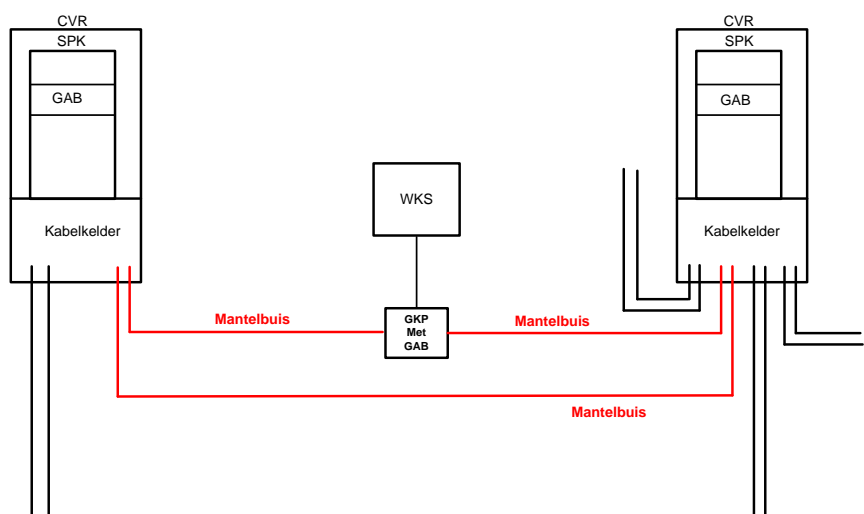 CVR
SPK
GAB
Kabelkelder
CVR
SPK
GAB
Kabelkelder
WKS
Mantelbuis
GKP
Met
GAB
Mantelbuis
Mantelbuis